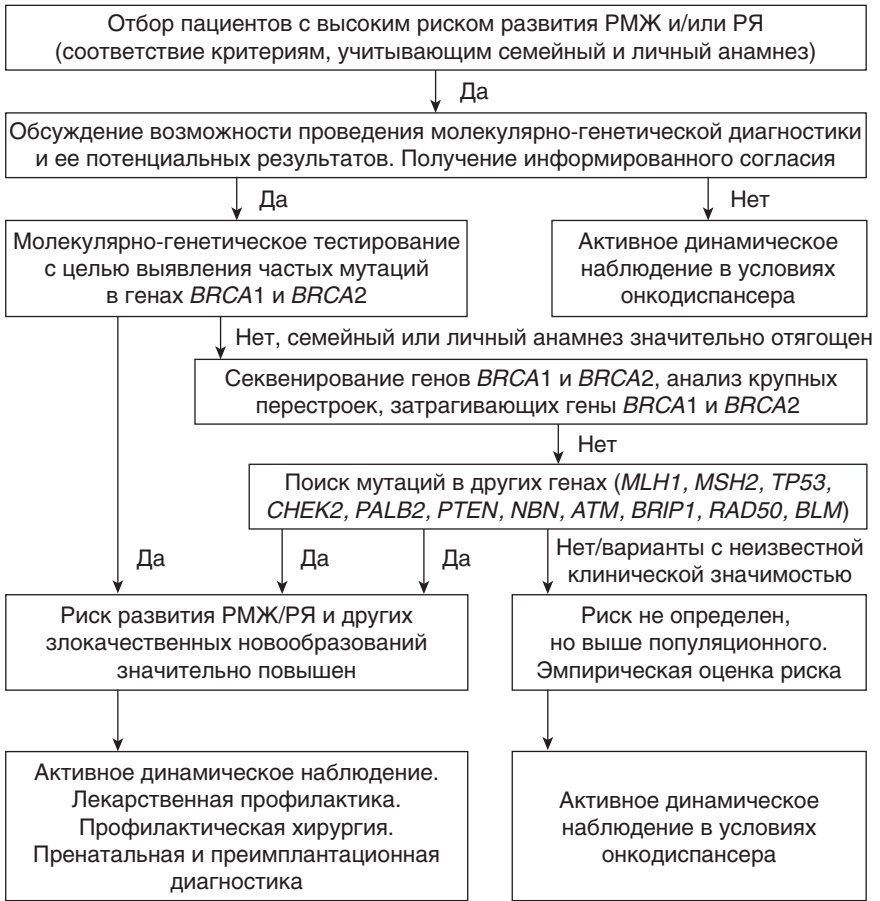 Отбор пациентов с высоким риском развития РМЖ и/или РЯ
(соответствие критериям, учитывающим семейный и личный анамнез)
Да
Обсуждение возможности проведения молекулярно-генетической диагностики
и ее потенциальных результатов. Получение информированного согласия
Да
Нет
Молекулярно-генетическое тестирование
с целью выявления частых мутаций
в генах BRCA1 и BRCA2
Активное динамическое
наблюдение в условиях
онкодиспансера
Нет, семейный или личный анамнез значительно отягощен
Секвенирование генов BRCA1 и BRCA2, анализ крупных
перестроек, затрагивающих гены BRCA1 и BRCA2
Нет
Поиск мутаций в других генах (MLH1, MSH2, TP53,
CHEK2, PALB2, PTEN, NBN, ATM, BRIP1, RAD50, BLM)
Да
Да
Да
Нет/варианты с неизвестной
клинической значимостью
Риск развития РМЖ/РЯ и других
злокачественных новообразований
значительно повышен
Риск не определен,
но выше популяционного.
Эмпирическая оценка риска
Активное динамическое наблюдение.
Лекарственная профилактика.
Профилактическая хирургия.
Пренатальная и преимплантационная
диагностика
Активное динамическое
наблюдение в условиях
онкодиспансера